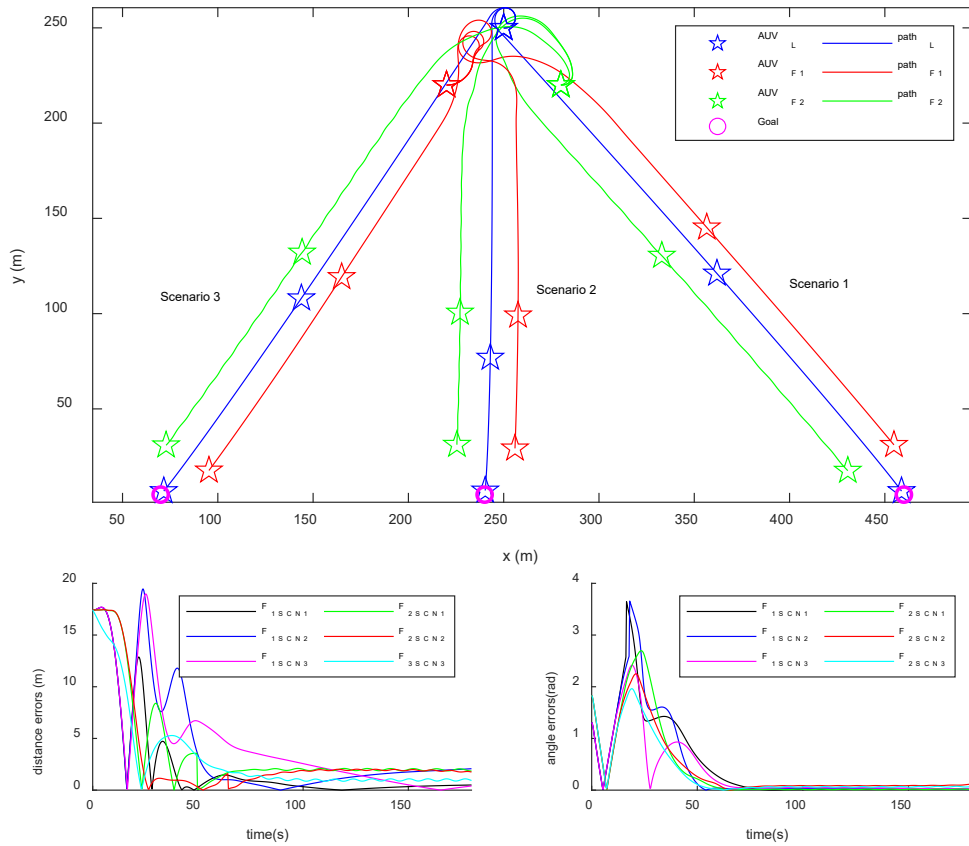 260
200
150
100
50
y (m)
AUV L path L
AUV F 1 path F 1
AUV F 2 path F 2
Goal
Scenario 3
Scenario 2
Scenario 1
50 100 150 200 250 300 350 400 450
x (m)
20
15
10
5
0
distance errors (m)
F 1 S C N 1 F 2 S C N 1
F 1 S C N 2 F 2 S C N 2
F 1 S C N 3 F 3 S C N 3
0 50 100 150
time(s)
4
3
2
1
0
angle errors(rad)
F 1 S C N 1 F 2 S C N 1
F 1 S C N 2 F 2 S C N 2
F 1 S C N 3 F 2 S C N 3
0 50 100 150
time(s)